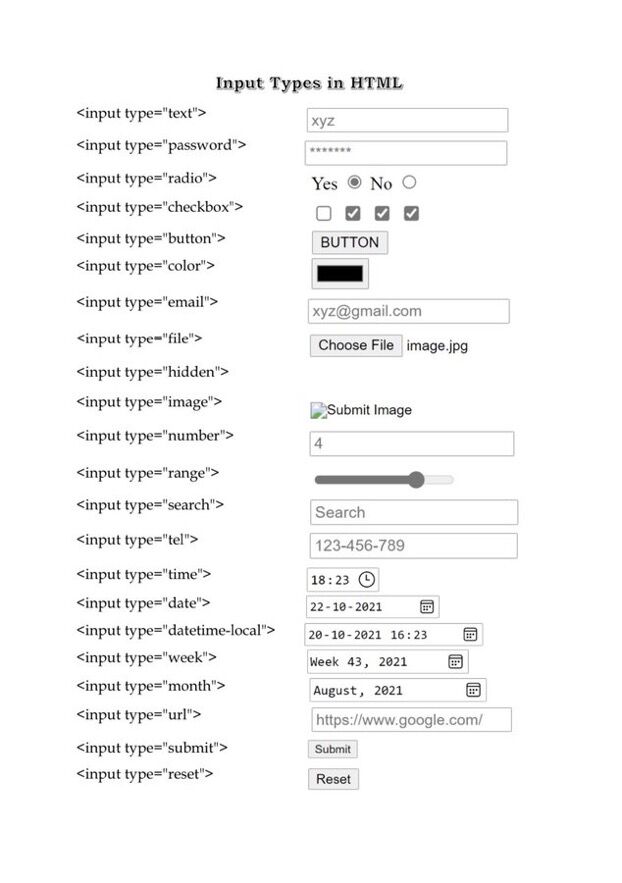 Input Types in HTML
<input type="text"> xyz
<input type="password"> *******
<input type="radio"> Yes No
<input type="checkbox">
<input type="button"> BUTTON
<input type="color">
<input type="email"> xyz@gmail.com
<input type="file"> Choose File image.jpg
<input type="hidden">
<input type="image"> Submit Image
<input type="number"> 4
<input type="range">
<input type="search"> Search
<input type="tel"> 123-456-789
<input type="time"> 18:23
<input type="date"> 22-10-2021
<input type="datetime-local"> 20-10-2021 16:23
<input type="week"> Week 43, 2021
<input type="month"> August, 2021
<input type="url"> https://www.google.com/
<input type="submit"> Submit
<input type="reset"> Reset